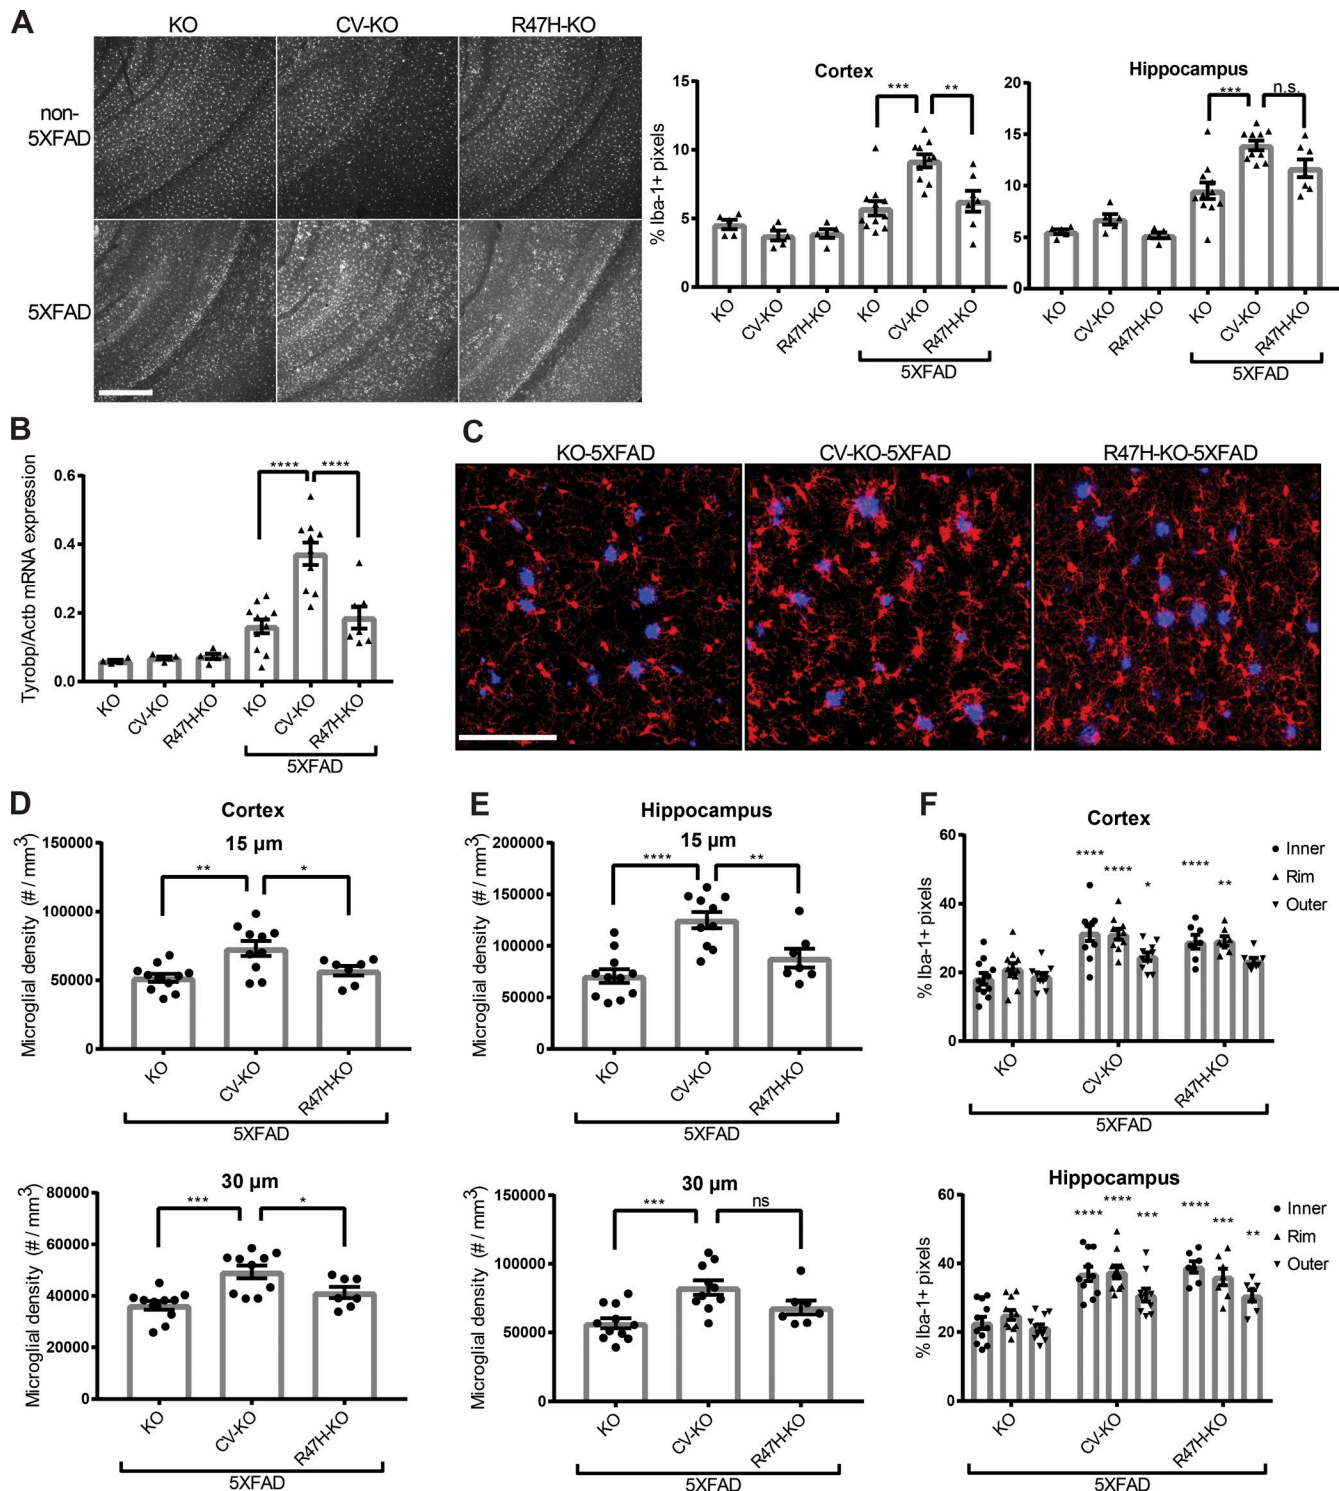 A
KO CV-KO R47H-KO
non-
5XFAD
5XFAD
Cortex
% Iba-1+ pixels
15
10
5
0
*** **
KO CV-KO R47H-KO KO CV-KO R47H-KO
5XFAD
Hippocampus
20
15
10
5
0
*** n.s.
KO CV-KO R47H-KO KO CV-KO R47H-KO
5XFAD
B
Tyrobp/Actb mRNA expression
0.6
0.4
0.2
0.0
**** ****
KO CV-KO R47H-KO KO CV-KO R47H-KO
5XFAD
C
KO-5XFAD CV-KO-5XFAD R47H-KO-5XFAD
D
Cortex
15 µm
Microglial density (# / mm³)
150000
100000
50000
0
** *
KO CV-KO R47H-KO
5XFAD
30 µm
Microglial density (# / mm³)
80000
60000
40000
20000
0
*** *
KO CV-KO R47H-KO
5XFAD
E
Hippocampus
15 µm
Microglial density (# / mm³)
200000
150000
100000
50000
0
**** **
KO CV-KO R47H-KO
5XFAD
30 µm
Microglial density (# / mm³)
150000
100000
50000
0
*** ns
KO CV-KO R47H-KO
5XFAD
F
Cortex
% Iba-1+ pixels
60
40
20
0
**** **** * **** **
Inner
Rim
Outer
KO CV-KO R47H-KO
5XFAD
Hippocampus
% Iba-1+ pixels
60
40
20
0
**** **** *** **** *** **
Inner
Rim
Outer
KO CV-KO R47H-KO
5XFAD